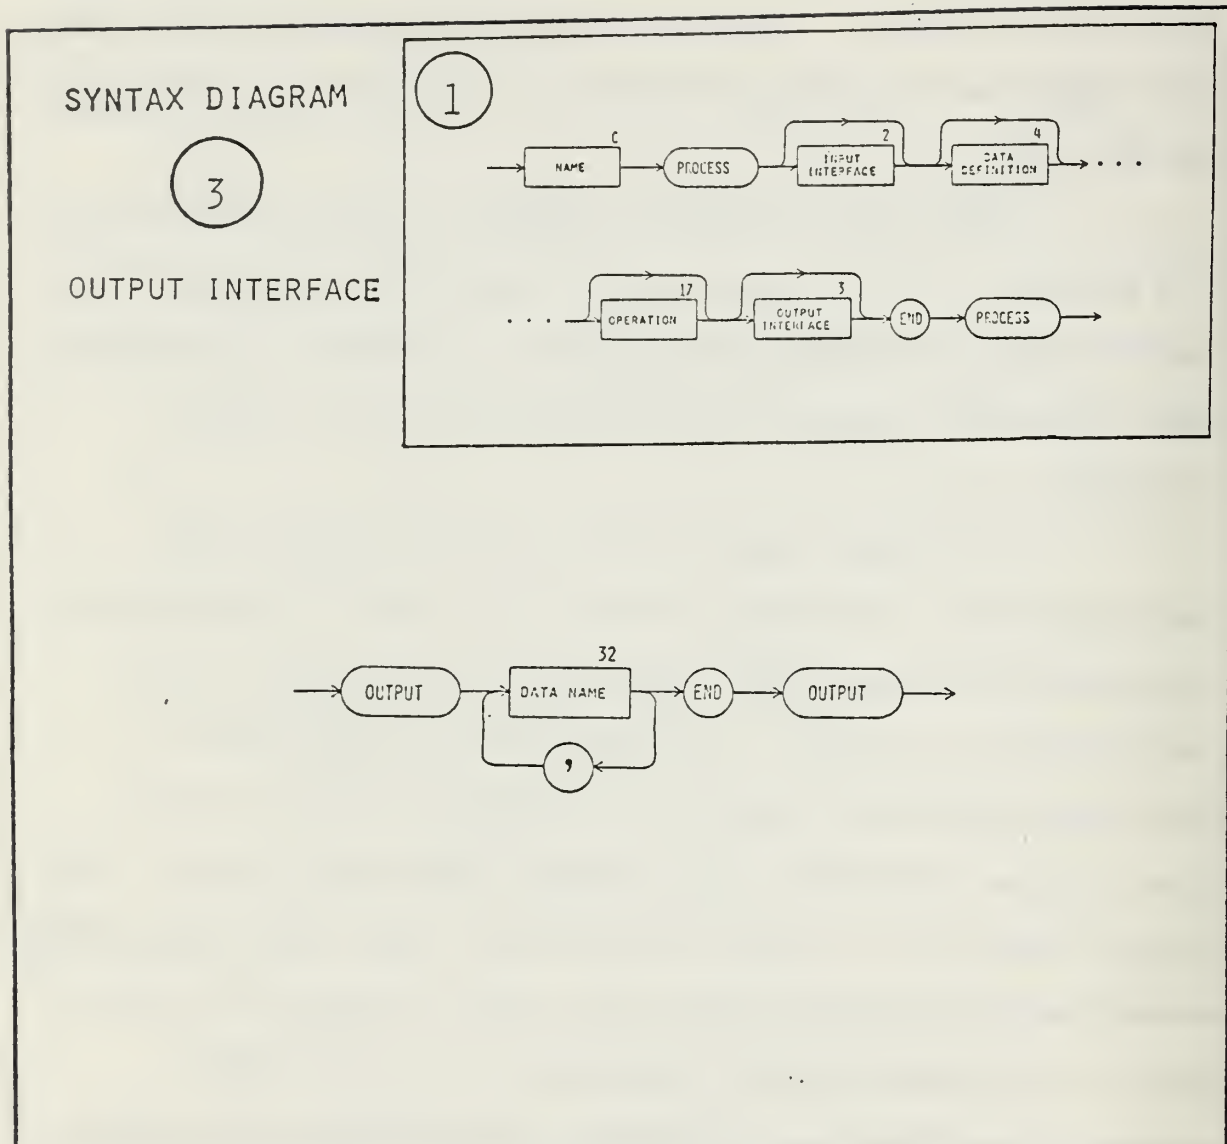 SYNTAX DIAGRAM
3
OUTPUT INTERFACE
1
C
NAME
PROCESS
2
INPUT
INTERFACE
4
DATA
DEFINITION
. . .
. . .
17
OPERATION
3
OUTPUT
INTERFACE
END
PROCESS
OUTPUT
32
DATA NAME
,
END
OUTPUT